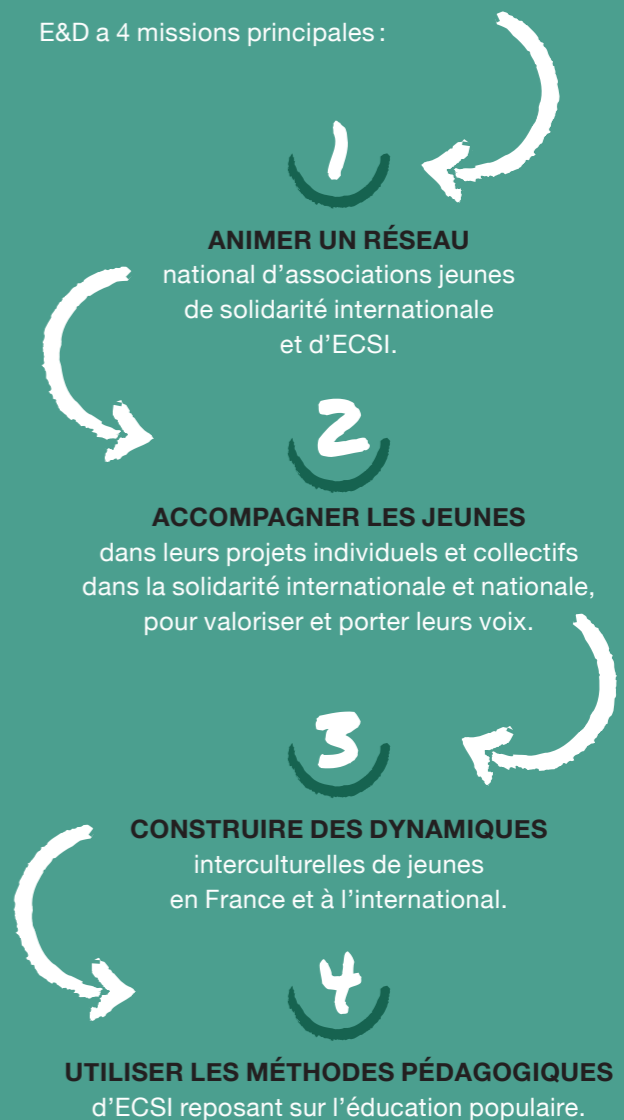 E&D a 4 missions principales :
1
ANIMER UN RÉSEAU
national d’associations jeunes
de solidarité internationale
et d’ECSI.
2
ACCOMPAGNER LES JEUNES
dans leurs projets individuels et collectifs
dans la solidarité internationale et nationale,
pour valoriser et porter leurs voix.
3
CONSTRUIRE DES DYNAMIQUES
interculturelles de jeunes
en France et à l’international.
4
UTILISER LES MÉTHODES PÉDAGOGIQUES
d’ECSI reposant sur l’éducation populaire.